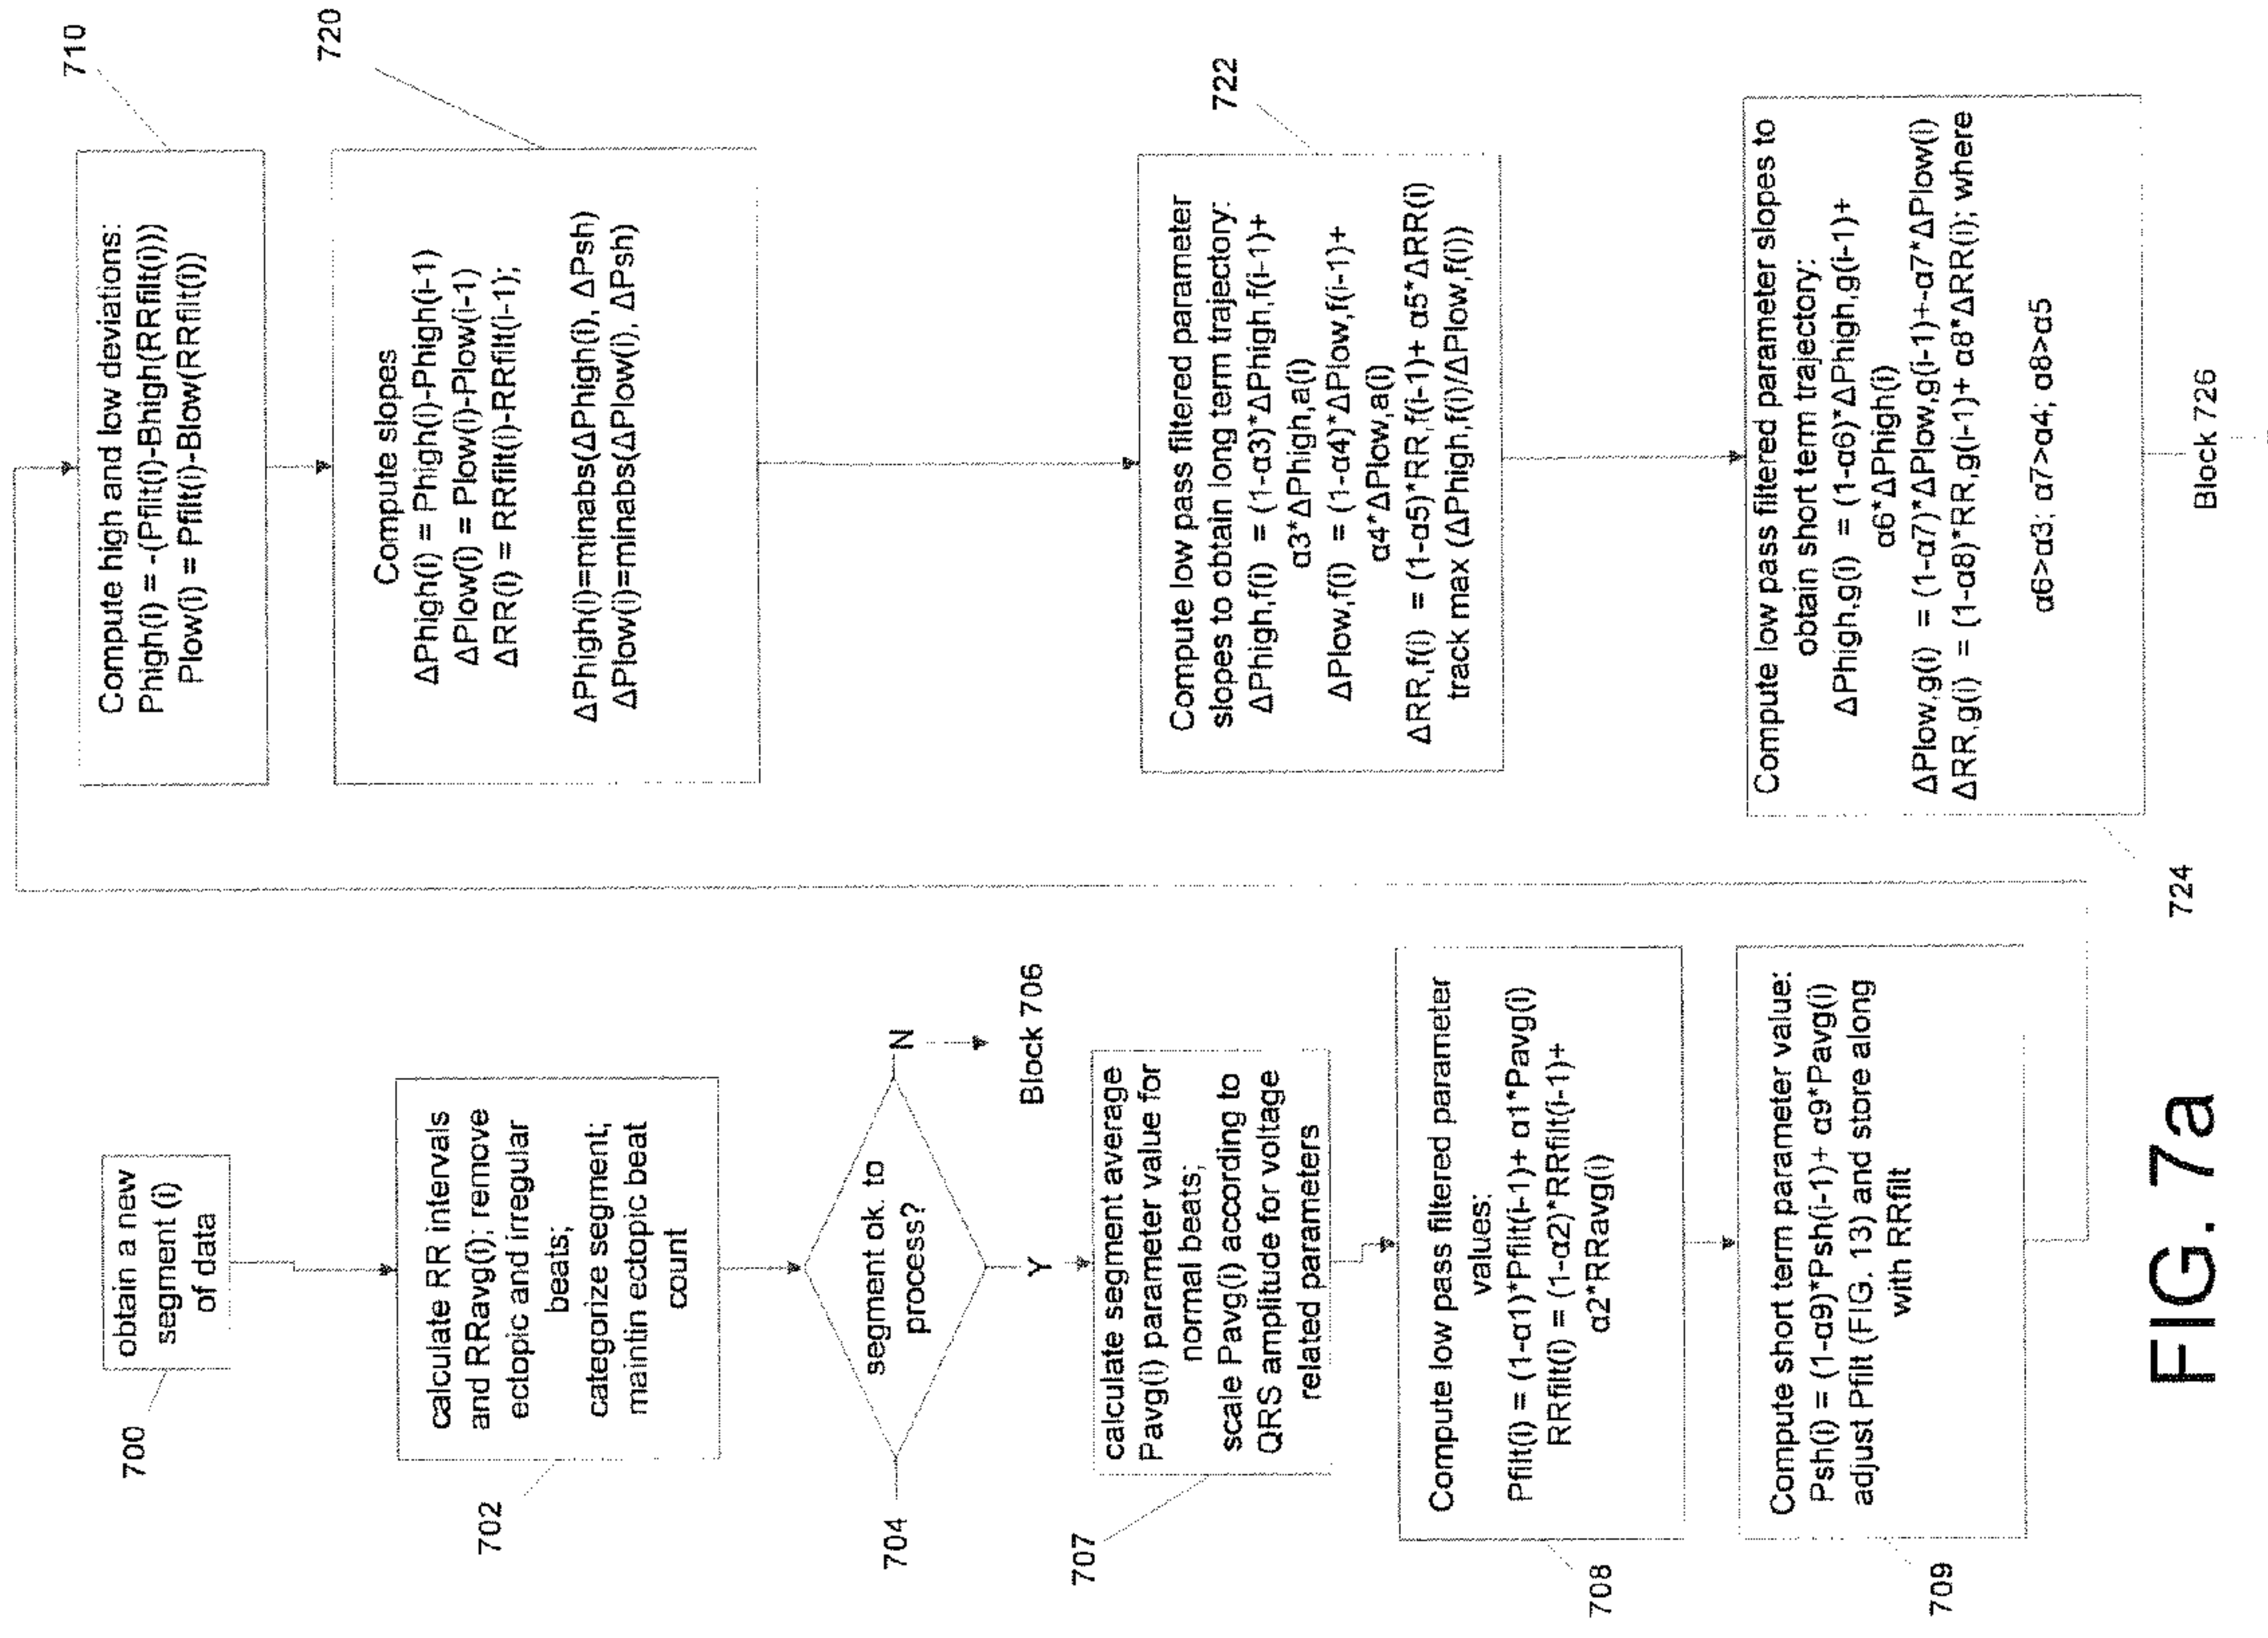 700
obtain a new
segment (i)
of data
702
calculate RR intervals
and RRavg(i); remove
ectopic and irregular
beats;
categorize segment;
maintin ectopic beat
count
704
segment ok. to
process?
N
Block 706
Y
707
calculate segment average
Pavg(i) parameter value for
normal beats;
scale Pavg(i) according to
QRS amplitude for voltage
related parameters
708
Compute low pass filtered parameter
values:
Pfilt(i) = (1-α1)*Pfilt(i-1)+ α1*Pavg(i)
RRfilt(i) = (1-α2)*RRfilt(i-1)+
α2*RRavg(i)
709
Compute short term parameter value:
Psh(i) = (1-α9)*Psh(i-1)+ α9*Pavg(i)
adjust Pfilt (FIG. 13) and store along
with RRfilt
710
Compute high and low deviations:
Phigh(i) = -(Pfilt(i)-Bhigh(RRfilt(i)))
Plow(i) = Pfilt(i)-Blow(RRfilt(i))
720
Compute slopes
ΔPhigh(i) = Phigh(i)-Phigh(i-1)
ΔPlow(i) = Plow(i)-Plow(i-1)
ΔRR(i) = RRfilt(i)-RRfilt(i-1);
ΔPhigh(i)=minabs(ΔPhigh(i), ΔPsh)
ΔPlow(i)=minabs(ΔPlow(i), ΔPsh)
722
Compute low pass filtered parameter
slopes to obtain long term trajectory:
ΔPhigh,f(i) = (1-α3)*ΔPhigh,f(i-1)+
α3*ΔPhigh,a(i)
ΔPlow,f(i) = (1-α4)*ΔPlow,f(i-1)+
α4*ΔPlow,a(i)
ΔRR,f(i) = (1-α5)*RR,f(i-1)+ α5*ΔRR(i)
track max (ΔPhigh,f(i)/ΔPlow,f(i))
724
Compute low pass filtered parameter slopes to
obtain short term trajectory:
ΔPhigh,g(i) = (1-α6)*ΔPhigh,g(i-1)+
α6*ΔPhigh(i)
ΔPlow,g(i) = (1-α7)*ΔPlow,g(i-1)+-α7*ΔPlow(i)
ΔRR,g(i) = (1-α8)*RR,g(i-1)+ α8*ΔRR(i); where
α6>α3; α7>α4; α8>α5
Block 726
FIG. 7a